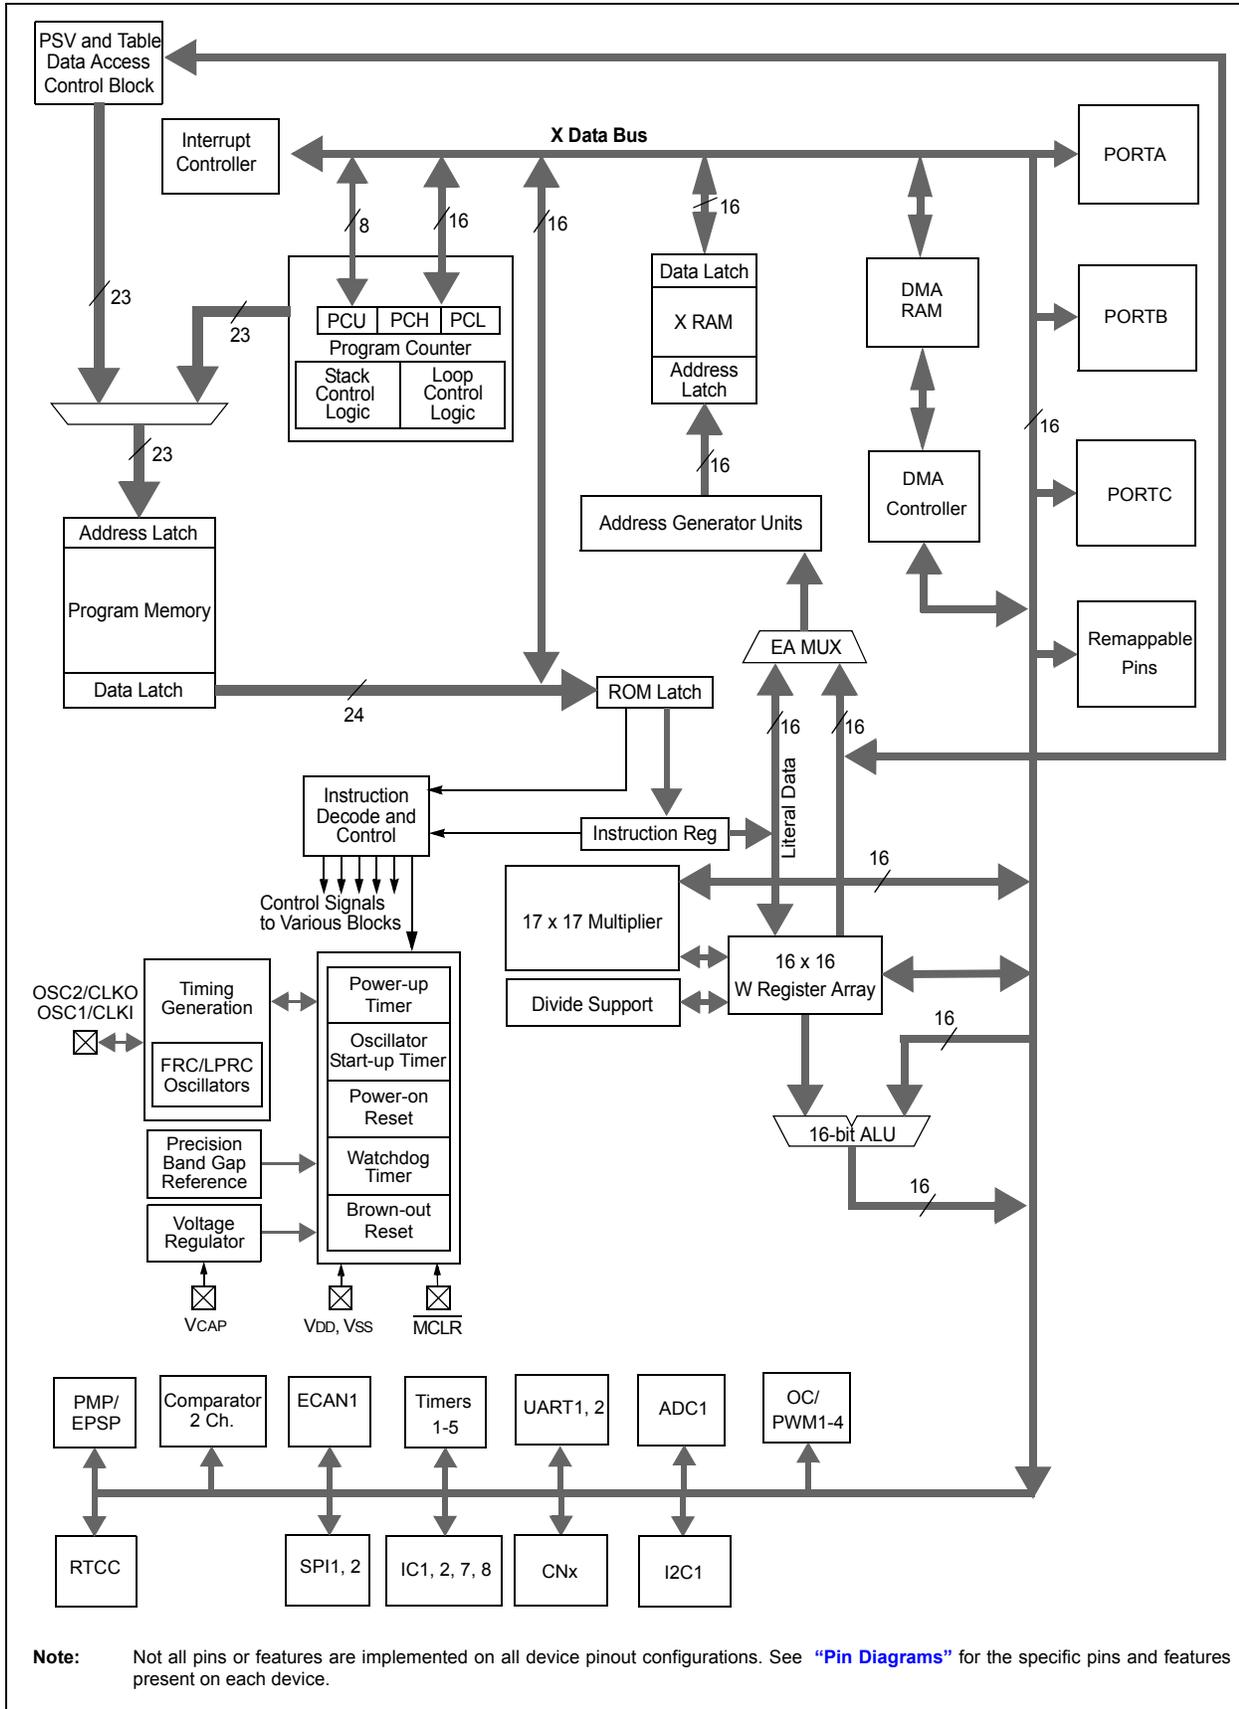 PSV and Table
Data Access
Control Block
Interrupt
Controller
X Data Bus
PORTA
8
16
16
16
23
23
Data Latch
X RAM
Address
Latch
DMA
RAM
PORTB
PCU
PCH
PCL
Program Counter
Stack
Control
Logic
Loop
Control
Logic
16
23
16
DMA
Controller
PORTC
Address Latch
Program Memory
Data Latch
Address Generator Units
EA MUX
Remappable
Pins
24
ROM Latch
16
16
Literal Data
Instruction
Decode and
Control
Instruction Reg
16
Control Signals
to Various Blocks
17 x 17 Multiplier
16 x 16
W Register Array
Divide Support
OSC2/CLKO
OSC1/CLKI
Timing
Generation
FRC/LPRC
Oscillators
Power-up
Timer
Oscillator
Start-up Timer
Power-on
Reset
Watchdog
Timer
Brown-out
Reset
16
16-bit ALU
16
Precision
Band Gap
Reference
Voltage
Regulator
VCAP
VDD, VSS
MCLR
PMP/
EPSP
Comparator
2 Ch.
ECAN1
Timers
1-5
UART1, 2
ADC1
OC/
PWM1-4
RTCC
SPI1, 2
IC1, 2, 7, 8
CNx
I2C1
Note: Not all pins or features are implemented on all device pinout configurations. See “Pin Diagrams” for the specific pins and features
present on each device.